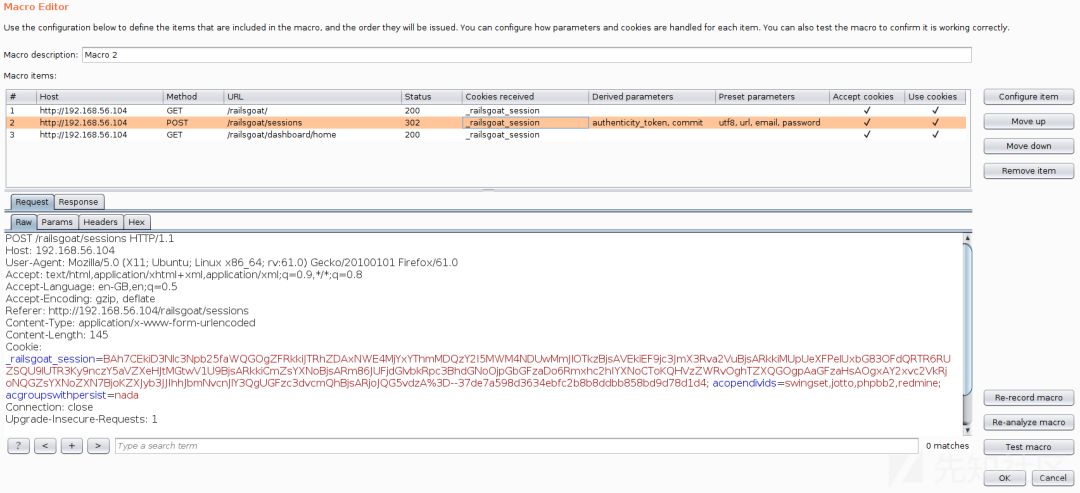 Macro Editor
Use the configuration below to define the items that are included in the macro, and the order they will be issued. You can configure how parameters and cookies are handled for each item. You can also test the macro to confirm it is working correctly.
Macro description: Macro 2
Macro items:
# Host Method URL Status Cookies received Derived parameters Preset parameters Accept cookies Use cookies
1 http://192.168.56.104 GET /railsgoat/ 200 _railsgoat_session ✓ ✓
2 http://192.168.56.104 POST /railsgoat/sessions 302 _railsgoat_session authenticity_token, commit utf8, url, email, password ✓ ✓
3 http://192.168.56.104 GET /railsgoat/dashboard/home 200 _railsgoat_session ✓ ✓
Configure item
Move up
Move down
Remove item
Request Response
Raw Params Headers Hex
POST /railsgoat/sessions HTTP/1.1
Host: 192.168.56.104
User-Agent: Mozilla/5.0 (X11; Ubuntu; Linux x86_64; rv:61.0) Gecko/20100101 Firefox/61.0
Accept: text/html,application/xhtml+xml,application/xml;q=0.9,*/*;q=0.8
Accept-Language: en-GB,en;q=0.5
Accept-Encoding: gzip, deflate
Referer: http://192.168.56.104/railsgoat/sessions
Content-Type: application/x-www-form-urlencoded
Content-Length: 145
Cookie:
_railsgoat_session=
acopendivids=swingset,jotto,phpbb2,redmine;
acgroupswithpersist=nada
Connection: close
Upgrade-Insecure-Requests: 1
Re-record macro
Re-analyze macro
Test macro
? < + > Type a search term 0 matches
OK Cancel
先知社区